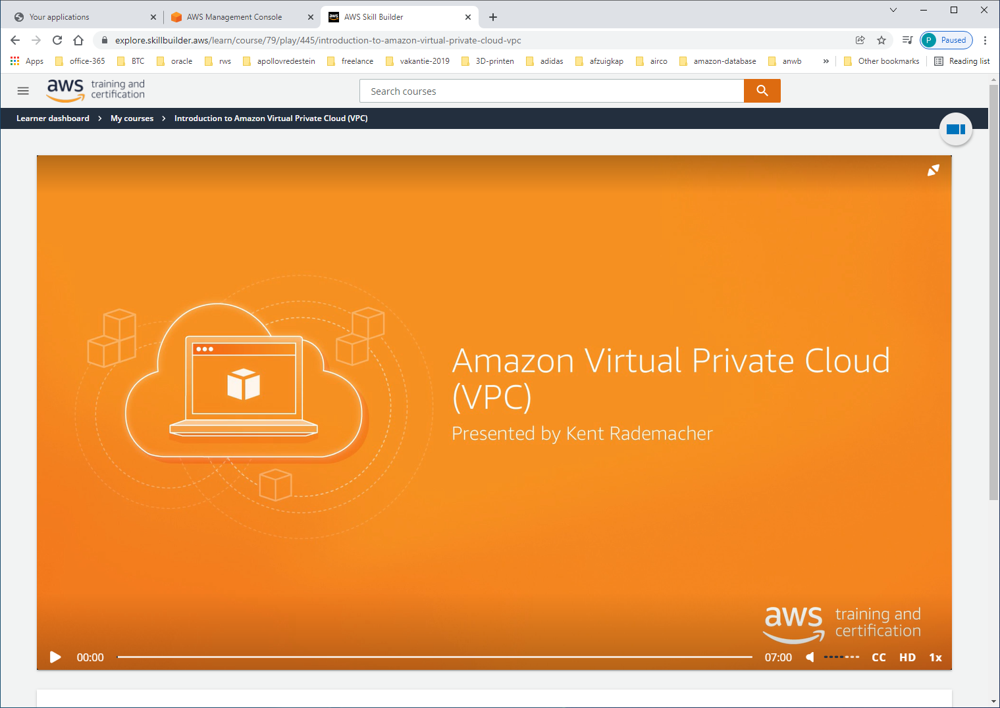 Your applications
AWS Management Console
aws
AWS Skill Builder
explore.skillbuilder.aws/learn/course/79/play/445/introduction-to-amazon-virtual-private-cloud-vpc
P Paused
Apps office-365 BTC oracle rws apollovredestein freelance vakantie-2019 3D-printen adidas afzuigkap airco amazon-database anwb » Other bookmarks Reading list
aws training and
certification
Search courses
Learner dashboard > My courses > Introduction to Amazon Virtual Private Cloud (VPC)
Amazon Virtual Private Cloud
(VPC)
Presented by Kent Rademacher
aws training and
certification
00:00 07:00 CC HD 1x